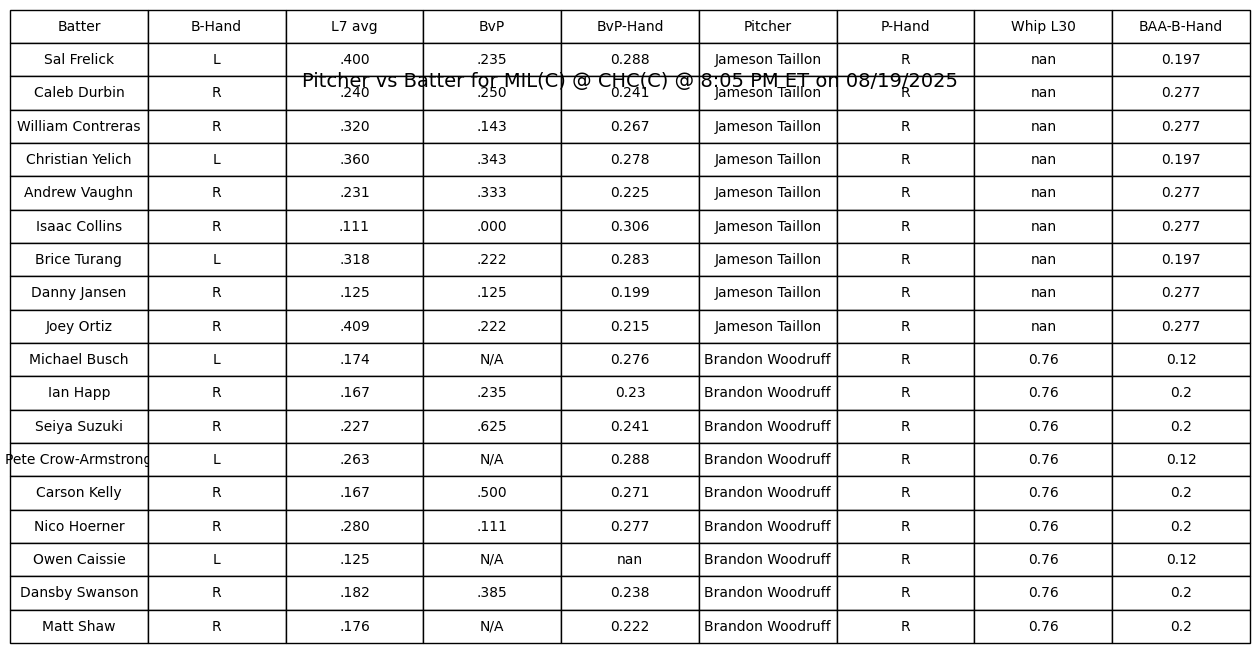 Batter B-Hand L7 avg BvP BvP-Hand Pitcher P-Hand Whip L30 BAA-B-Hand
Sal Frelick L .400 .235 0.288 Jameson Taillon R nan 0.197
Pitcher vs Batter for MIL(C) @ CHC(C) @ 8:05 PM ET on 08/19/2025
Caleb Durbin R .240 .250 0.241 Jameson Taillon R nan 0.277
William Contreras R .320 .143 0.267 Jameson Taillon R nan 0.277
Christian Yelich L .360 .343 0.278 Jameson Taillon R nan 0.197
Andrew Vaughn R .231 .333 0.225 Jameson Taillon R nan 0.277
Isaac Collins R .111 .000 0.306 Jameson Taillon R nan 0.277
Brice Turang L .318 .222 0.283 Jameson Taillon R nan 0.197
Danny Jansen R .125 .125 0.199 Jameson Taillon R nan 0.277
Joey Ortiz R .409 .222 0.215 Jameson Taillon R nan 0.277
Michael Busch L .174 N/A 0.276 Brandon Woodruff R 0.76 0.12
Ian Happ R .167 .235 0.23 Brandon Woodruff R 0.76 0.2
Seiya Suzuki R .227 .625 0.241 Brandon Woodruff R 0.76 0.2
Pete Crow-Armstrong L .263 N/A 0.288 Brandon Woodruff R 0.76 0.12
Carson Kelly R .167 .500 0.271 Brandon Woodruff R 0.76 0.2
Nico Hoerner R .280 .111 0.277 Brandon Woodruff R 0.76 0.2
Owen Caissie L .125 N/A nan Brandon Woodruff R 0.76 0.12
Dansby Swanson R .182 .385 0.238 Brandon Woodruff R 0.76 0.2
Matt Shaw R .176 N/A 0.222 Brandon Woodruff R 0.76 0.2